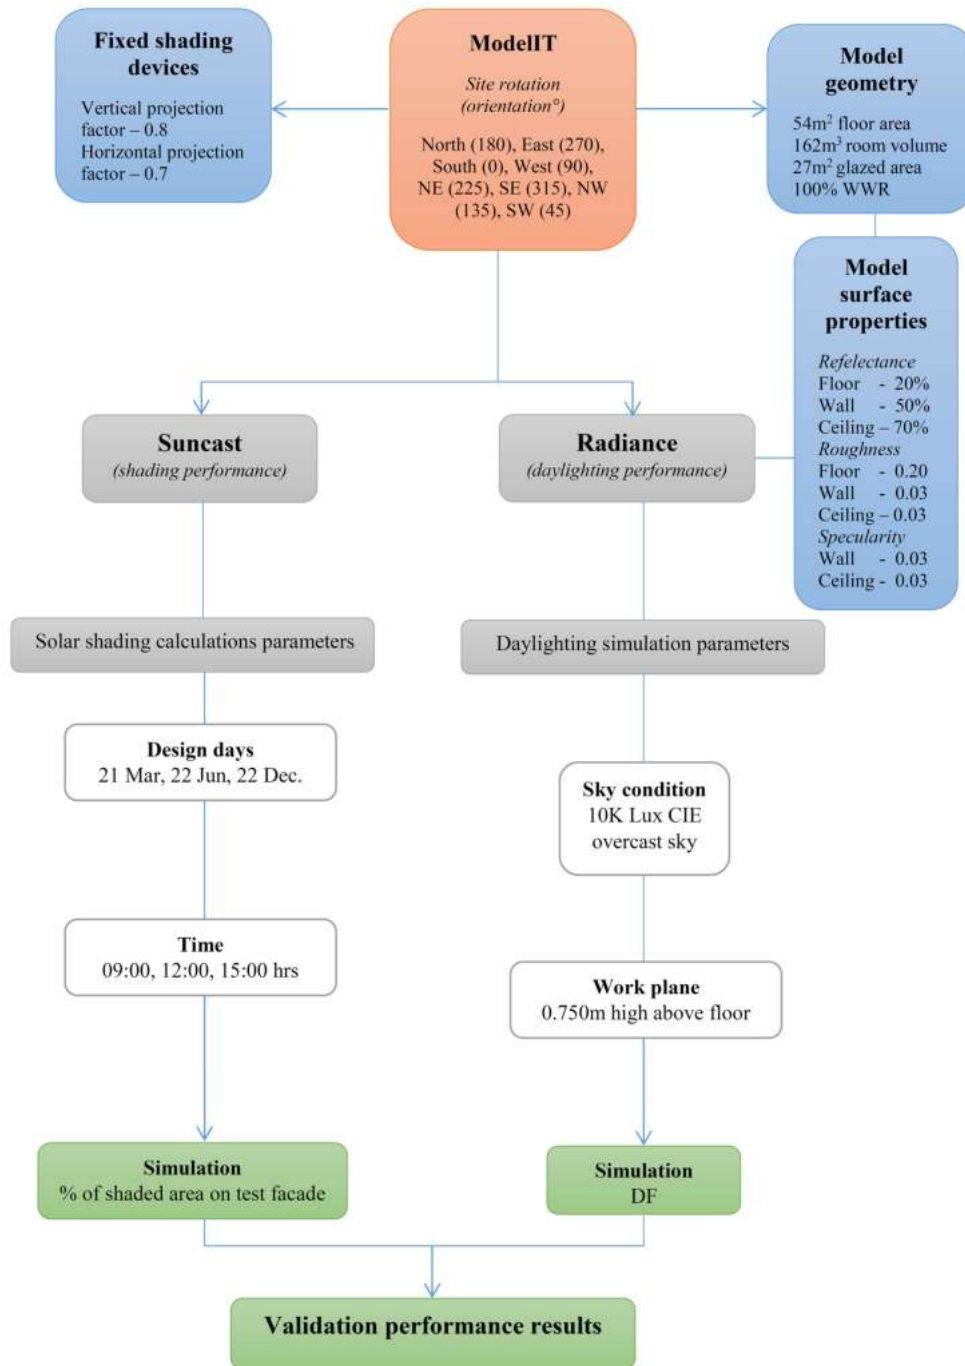 Fixed shading
devices
Vertical projection
factor – 0.8
Horizontal projection
factor – 0.7
ModelIT
Site rotation
(orientation°)
North (180), East (270),
South (0), West (90),
NE (225), SE (315), NW
(135), SW (45)
Model
geometry
54m² floor area
162m³ room volume
27m² glazed area
100% WWR
Model
surface
properties
Refelectance
Floor - 20%
Wall - 50%
Ceiling – 70%
Roughness
Floor - 0.20
Wall - 0.03
Ceiling – 0.03
Specularity
Wall - 0.03
Ceiling - 0.03
Suncast
(shading performance)
Radiance
(daylighting performance)
Solar shading calculations parameters
Daylighting simulation parameters
Design days
21 Mar, 22 Jun, 22 Dec.
Sky condition
10K Lux CIE
overcast sky
Time
09:00, 12:00, 15:00 hrs
Work plane
0.750m high above floor
Simulation
% of shaded area on test facade
Simulation
DF
Validation performance results